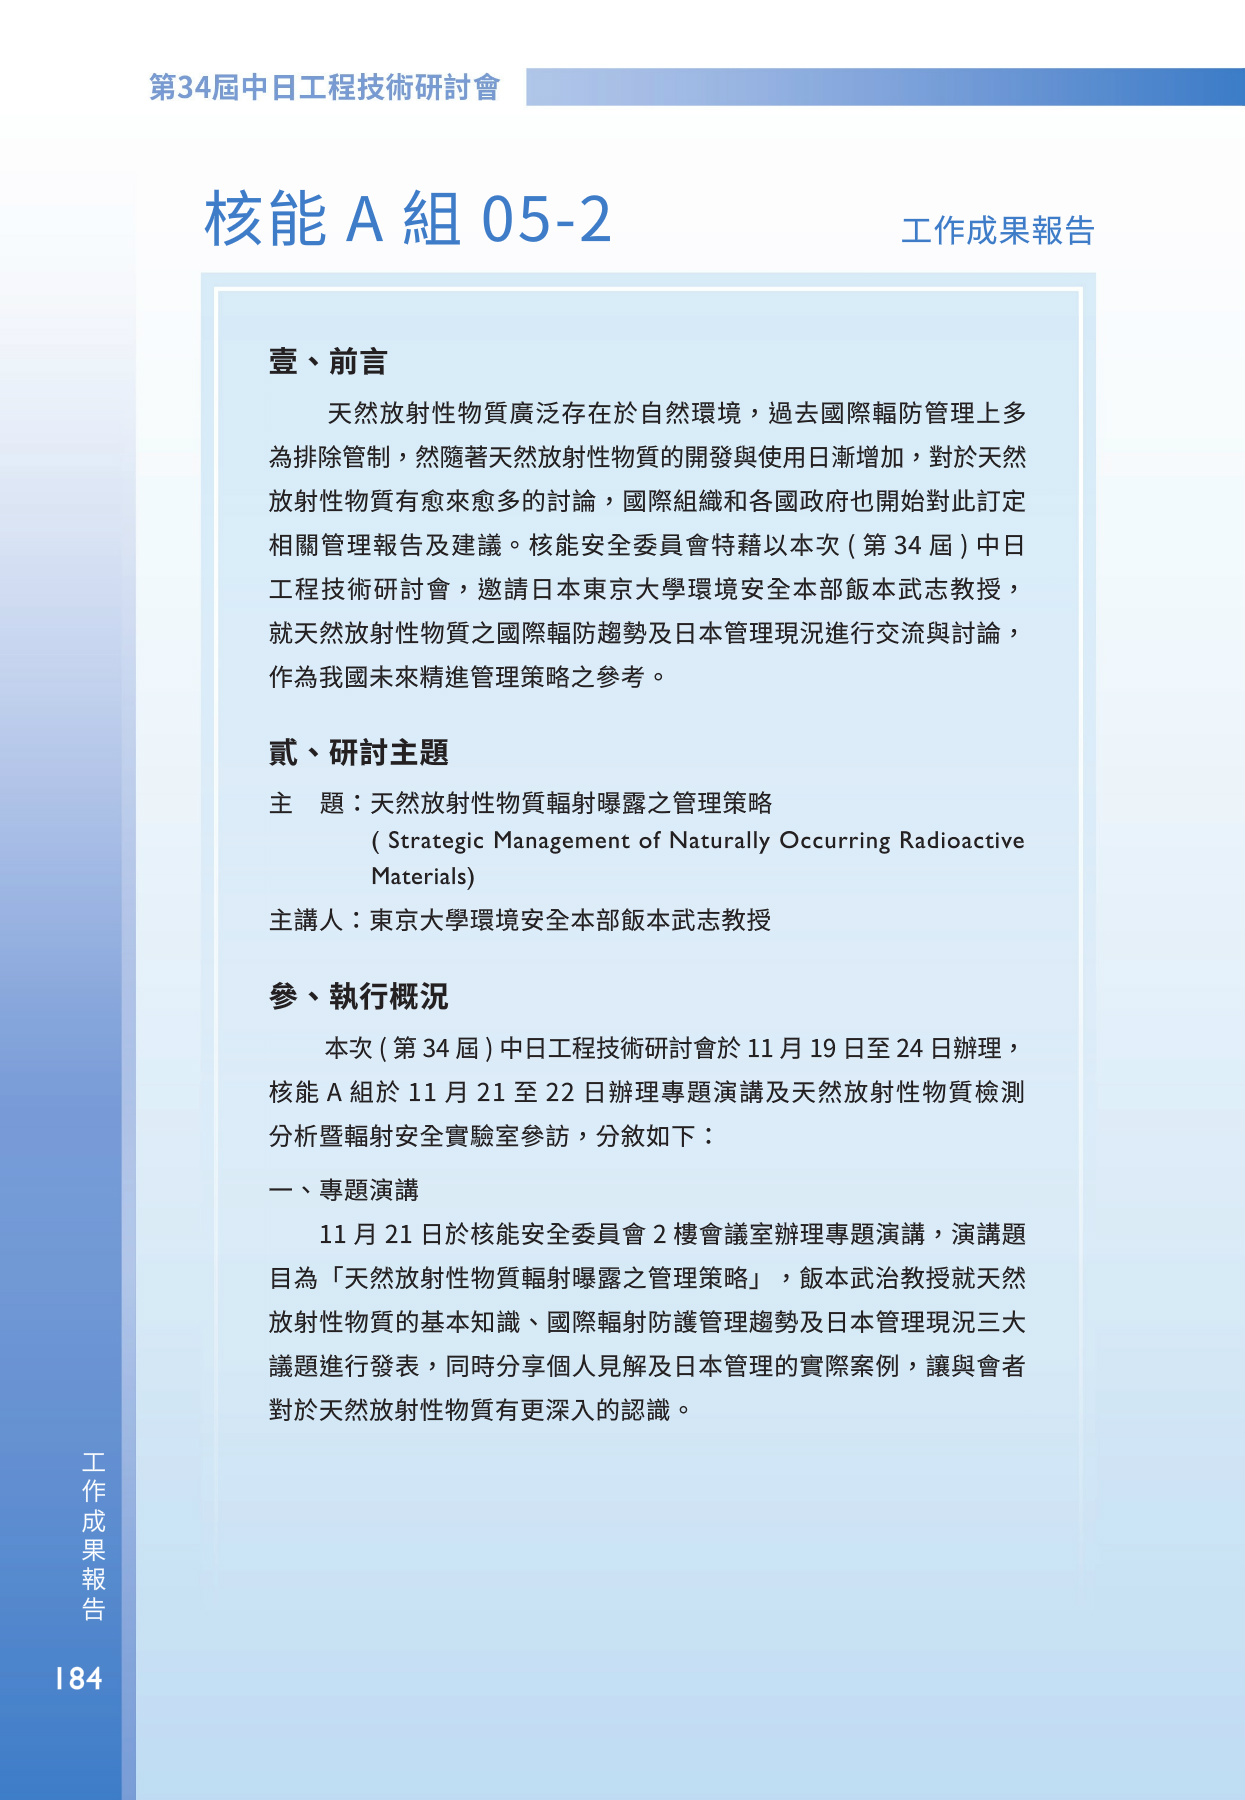 第34屆中日工程技術研討會
核能 A 組 05-2
工作成果報告
壹、前言
天然放射性物質廣泛存在於自然環境，過去國際輻防管理上多
為排除管制，然隨著天然放射性物質的開發與使用日漸增加，對於天然
放射性物質有愈來愈多的討論，國際組織和各國政府也開始對此訂定
相關管理報告及建議。核能安全委員會特藉以本次 ( 第 34 屆 ) 中日
工程技術研討會，邀請日本東京大學環境安全本部飯本武志教授，
就天然放射性物質之國際輻防趨勢及日本管理現況進行交流與討論，
作為我國未來精進管理策略之參考。
貳、研討主題
主　題：天然放射性物質輻射曝露之管理策略
( Strategic Management of Naturally Occurring Radioactive
Materials)
主講人：東京大學環境安全本部飯本武志教授
參、執行概況
本次 ( 第 34 屆 ) 中日工程技術研討會於 11 月 19 日至 24 日辦理，
核能 A 組於 11 月 21 至 22 日辦理專題演講及天然放射性物質檢測
分析暨輻射安全實驗室參訪，分敘如下：
一、專題演講
11 月 21 日於核能安全委員會 2 樓會議室辦理專題演講，演講題
目為「天然放射性物質輻射曝露之管理策略」，飯本武治教授就天然
放射性物質的基本知識、國際輻射防護管理趨勢及日本管理現況三大
議題進行發表，同時分享個人見解及日本管理的實際案例，讓與會者
對於天然放射性物質有更深入的認識。
工作成果報告
184